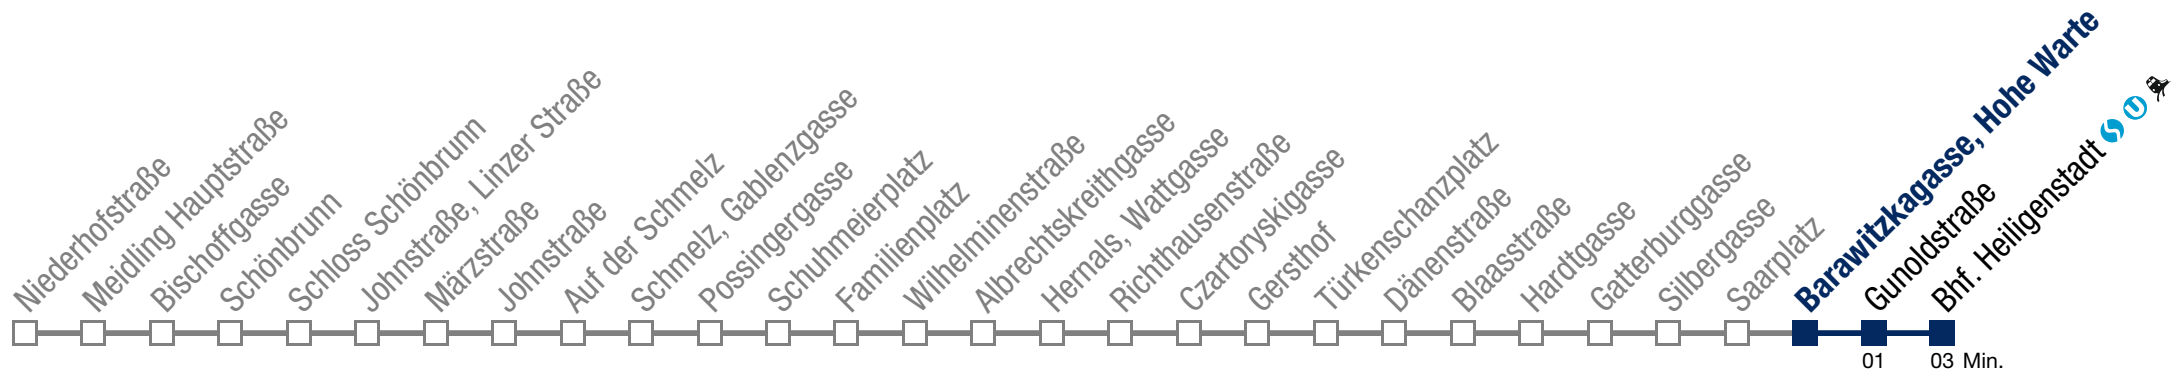 Niederhofstraße
Meidling Hauptstraße
Bischoffgasse
Schönbrunn
Schloss Schönbrunn
Johnstraße, Linzer Straße
Märzstraße
Johnstraße
Auf der Schmelz
Schmelz, Gablenzgasse
Possingergasse
Schuhmeierplatz
Familienplatz
Wilhelminenstraße
Albrechtskreithgasse
Hernals, Wattgasse
Richthausenstraße
Czartoryskigasse
Gersthof
Türkenschanzplatz
Dänenstraße
Blaasstraße
Hardtgasse
Gatterburggasse
Silbergasse
Saarplatz
Barawitzkagasse, Hohe Warte
Gunoldstraße
Bhf. Heiligenstadt S U
01 03 Min.